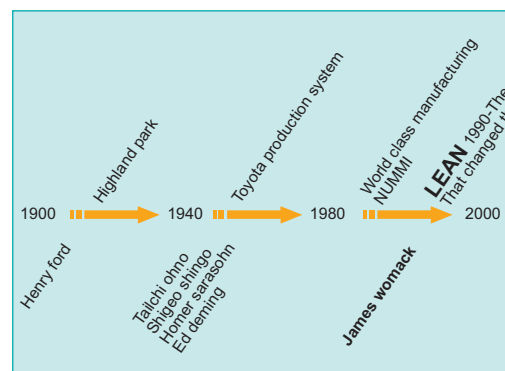 Highland park
Toyota production system
World class manufacturing
NUMMI
LEAN 1990-The
That changed
1900
1940
1980
2000
Henry ford
Tailchi ohno
Shigeo shingo
Homer sarasohn
Ed deming
James womack